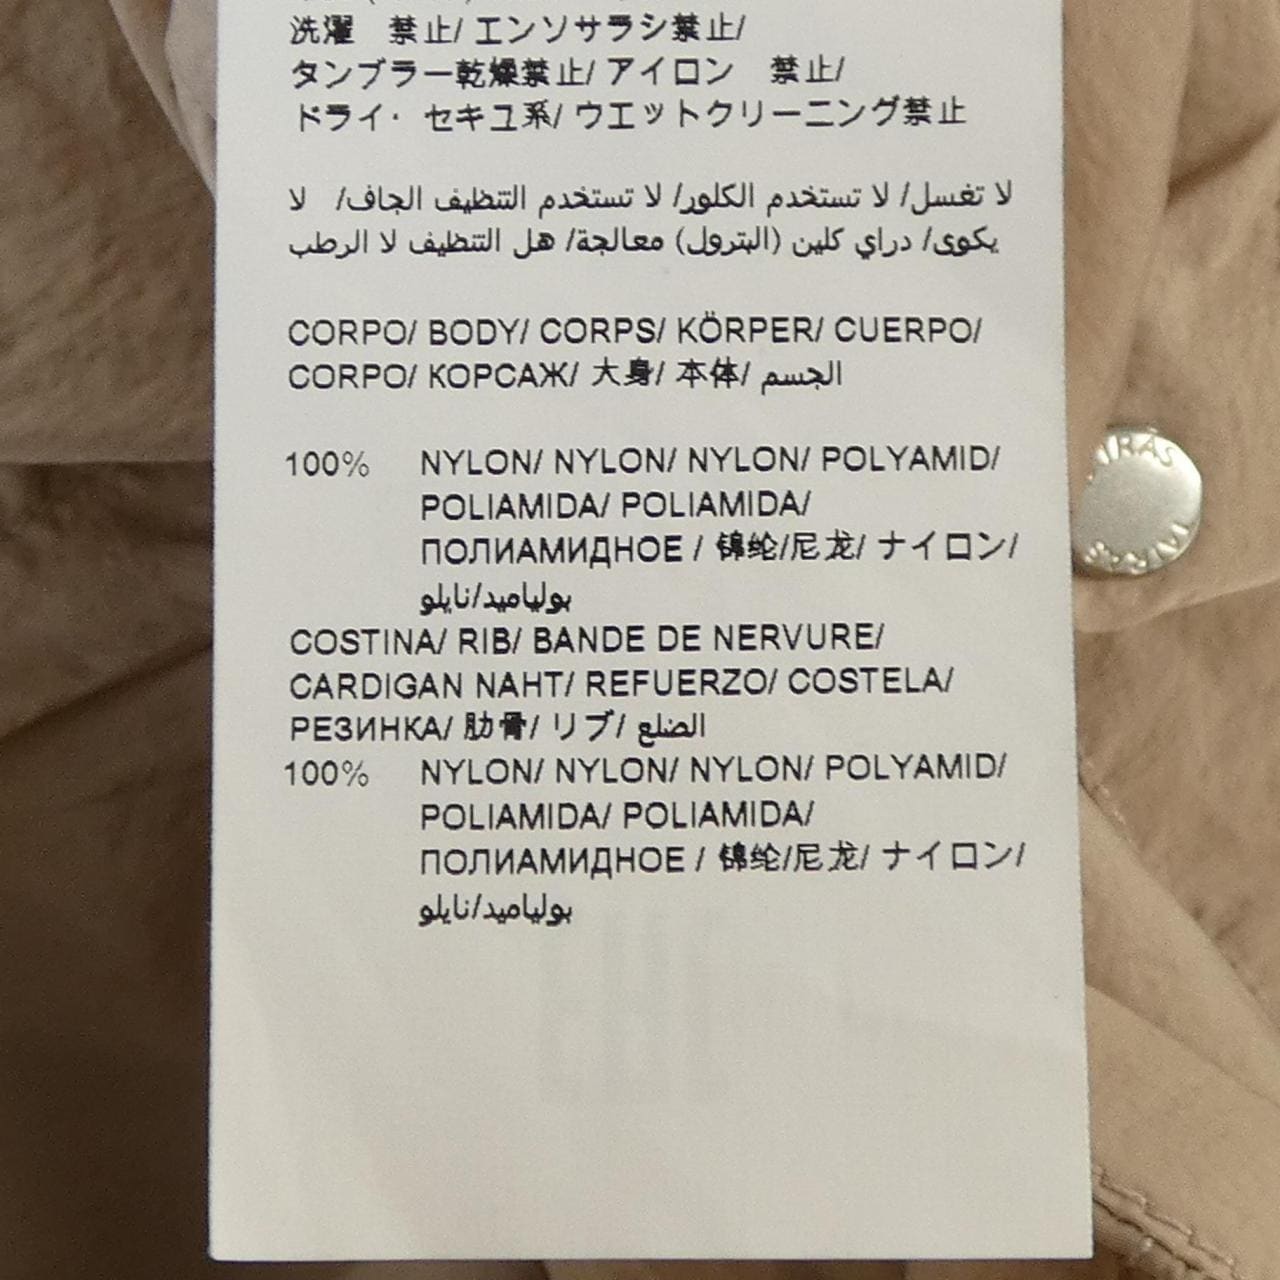 洗濯　禁止/ エンソサラシ禁止/
タンブラー乾燥禁止/ アイロン　禁止/
ドライ・ セキユ系/ ウエットクリーニング禁止
لا تغسل/ لا تستخدم الكلور/ لا تستخدم التنظيف الجاف/ لا
يكوى/ دراي كلين (البترول) معالجة/ هل التنظيف لا الرطب
CORPO/ BODY/ CORPS/ KÖRPER/ CUERPO/
CORPO/ КОРСАЖ/ 大身/ 本体/ الجسم
100% NYLON/ NYLON/ NYLON/ POLYAMID/
POLIAMIDA/ POLIAMIDA/
ПОЛИАМИДНОЕ / 锦纶/尼龙/ ナイロン/
بولياميد/نايلو
COSTINA/ RIB/ BANDE DE NERVURE/
CARDIGAN NAHT/ REFUERZO/ COSTELA/
РЕЗИНКА/ 肋骨/ リブ/ الضلع
100% NYLON/ NYLON/ NYLON/ POLYAMID/
POLIAMIDA/ POLIAMIDA/
ПОЛИАМИДНОЕ / 锦纶/尼龙/ ナイロン/
بولياميد/نايلو